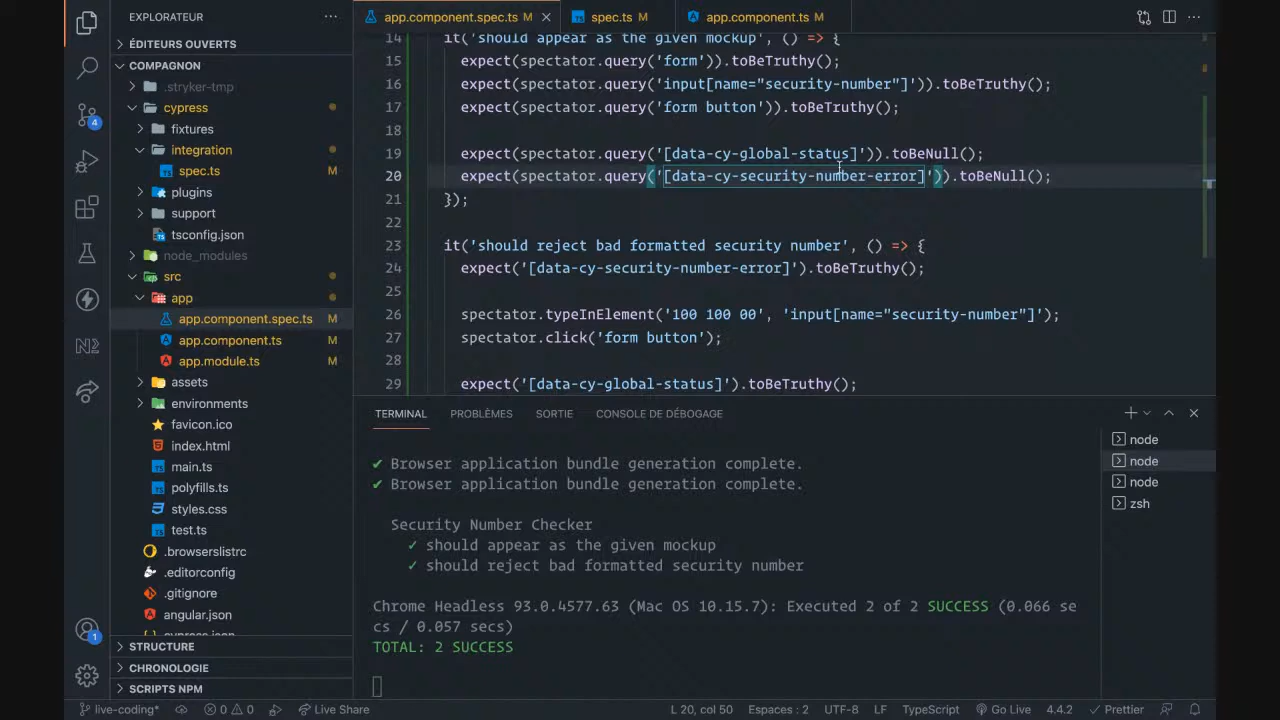 EXPLORATEUR
ÉDITEURS OUVERTS
COMPAGNON
.stryker-tmp
cypress
fixtures
integration
spec.ts M
plugins
support
tsconfig.json
node_modules
src
app
app.component.spec.ts M
app.component.ts M
app.module.ts M
assets
environments
favicon.ico
index.html
main.ts
polyfills.ts
styles.css
test.ts
.browserslistrc
.editorconfig
.gitignore
angular.json
cypress.json
STRUCTURE
CHRONOLOGIE
SCRIPTS NPM
4
1
app.component.spec.ts M
spec.ts M
app.component.ts M
14 it('should appear as the given mockup', () => {
15 expect(spectator.query('form')).toBeTruthy();
16 expect(spectator.query('input[name="security-number"]')).toBeTruthy();
17 expect(spectator.query('form button')).toBeTruthy();
18
19 expect(spectator.query('[data-cy-global-status]')).toBeNull();
20 expect(spectator.query('[data-cy-security-number-error]')).toBeNull();
21 });
22
23 it('should reject bad formatted security number', () => {
24 expect('[data-cy-security-number-error]').toBeTruthy();
25
26 spectator.typeInElement('100 100 00', 'input[name="security-number"]');
27 spectator.click('form button');
28
29 expect('[data-cy-global-status]').toBeTruthy();
TERMINAL PROBLÈMES SORTIE CONSOLE DE DÉBOGAGE
✔ Browser application bundle generation complete.
✔ Browser application bundle generation complete.
Security Number Checker
✓ should appear as the given mockup
✓ should reject bad formatted security number
Chrome Headless 93.0.4577.63 (Mac OS 10.15.7): Executed 2 of 2 SUCCESS (0.066 se
cs / 0.057 secs)
TOTAL: 2 SUCCESS
node
node
node
zsh
live-coding* 0 0 Live Share L 20, col 50 Espaces : 2 UTF-8 LF TypeScript Go Live 4.4.2 Prettier